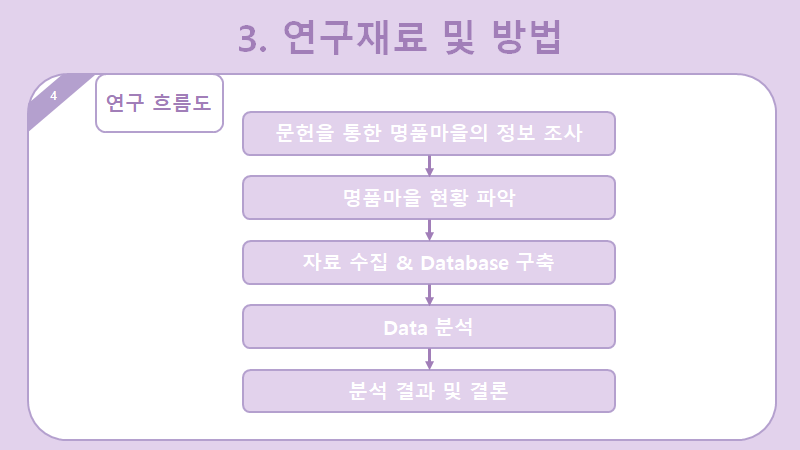 3. 연구재료 및 방법
4
연구 흐름도
문헌을 통한 명품마을의 정보 조사
명품마을 현황 파악
자료 수집 & Database 구축
Data 분석
분석 결과 및 결론